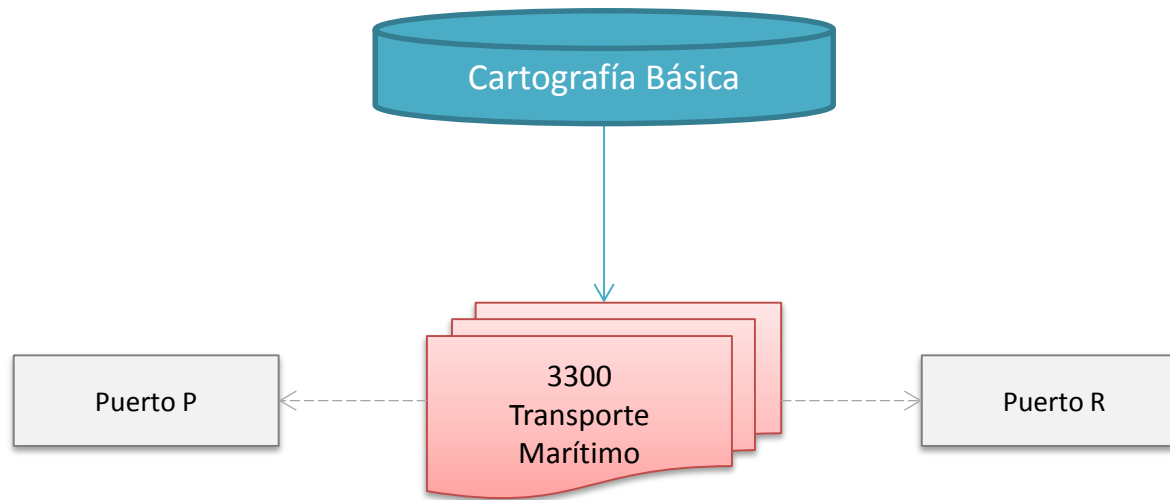 Cartografía Básica
3300
Transporte
Marítimo
Puerto P
Puerto R